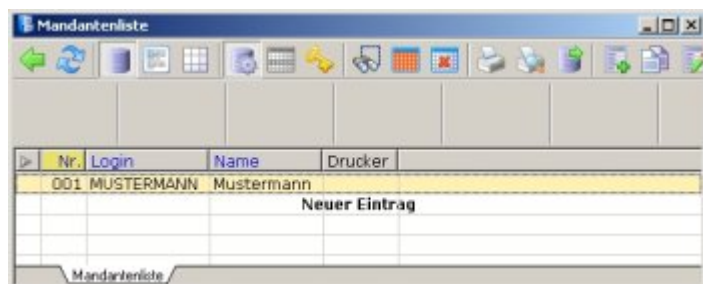 Mandantenliste
Nr. Login Name Drucker
001 MUSTERMANN Mustermann
Neuer Eintrag
Mandantenliste